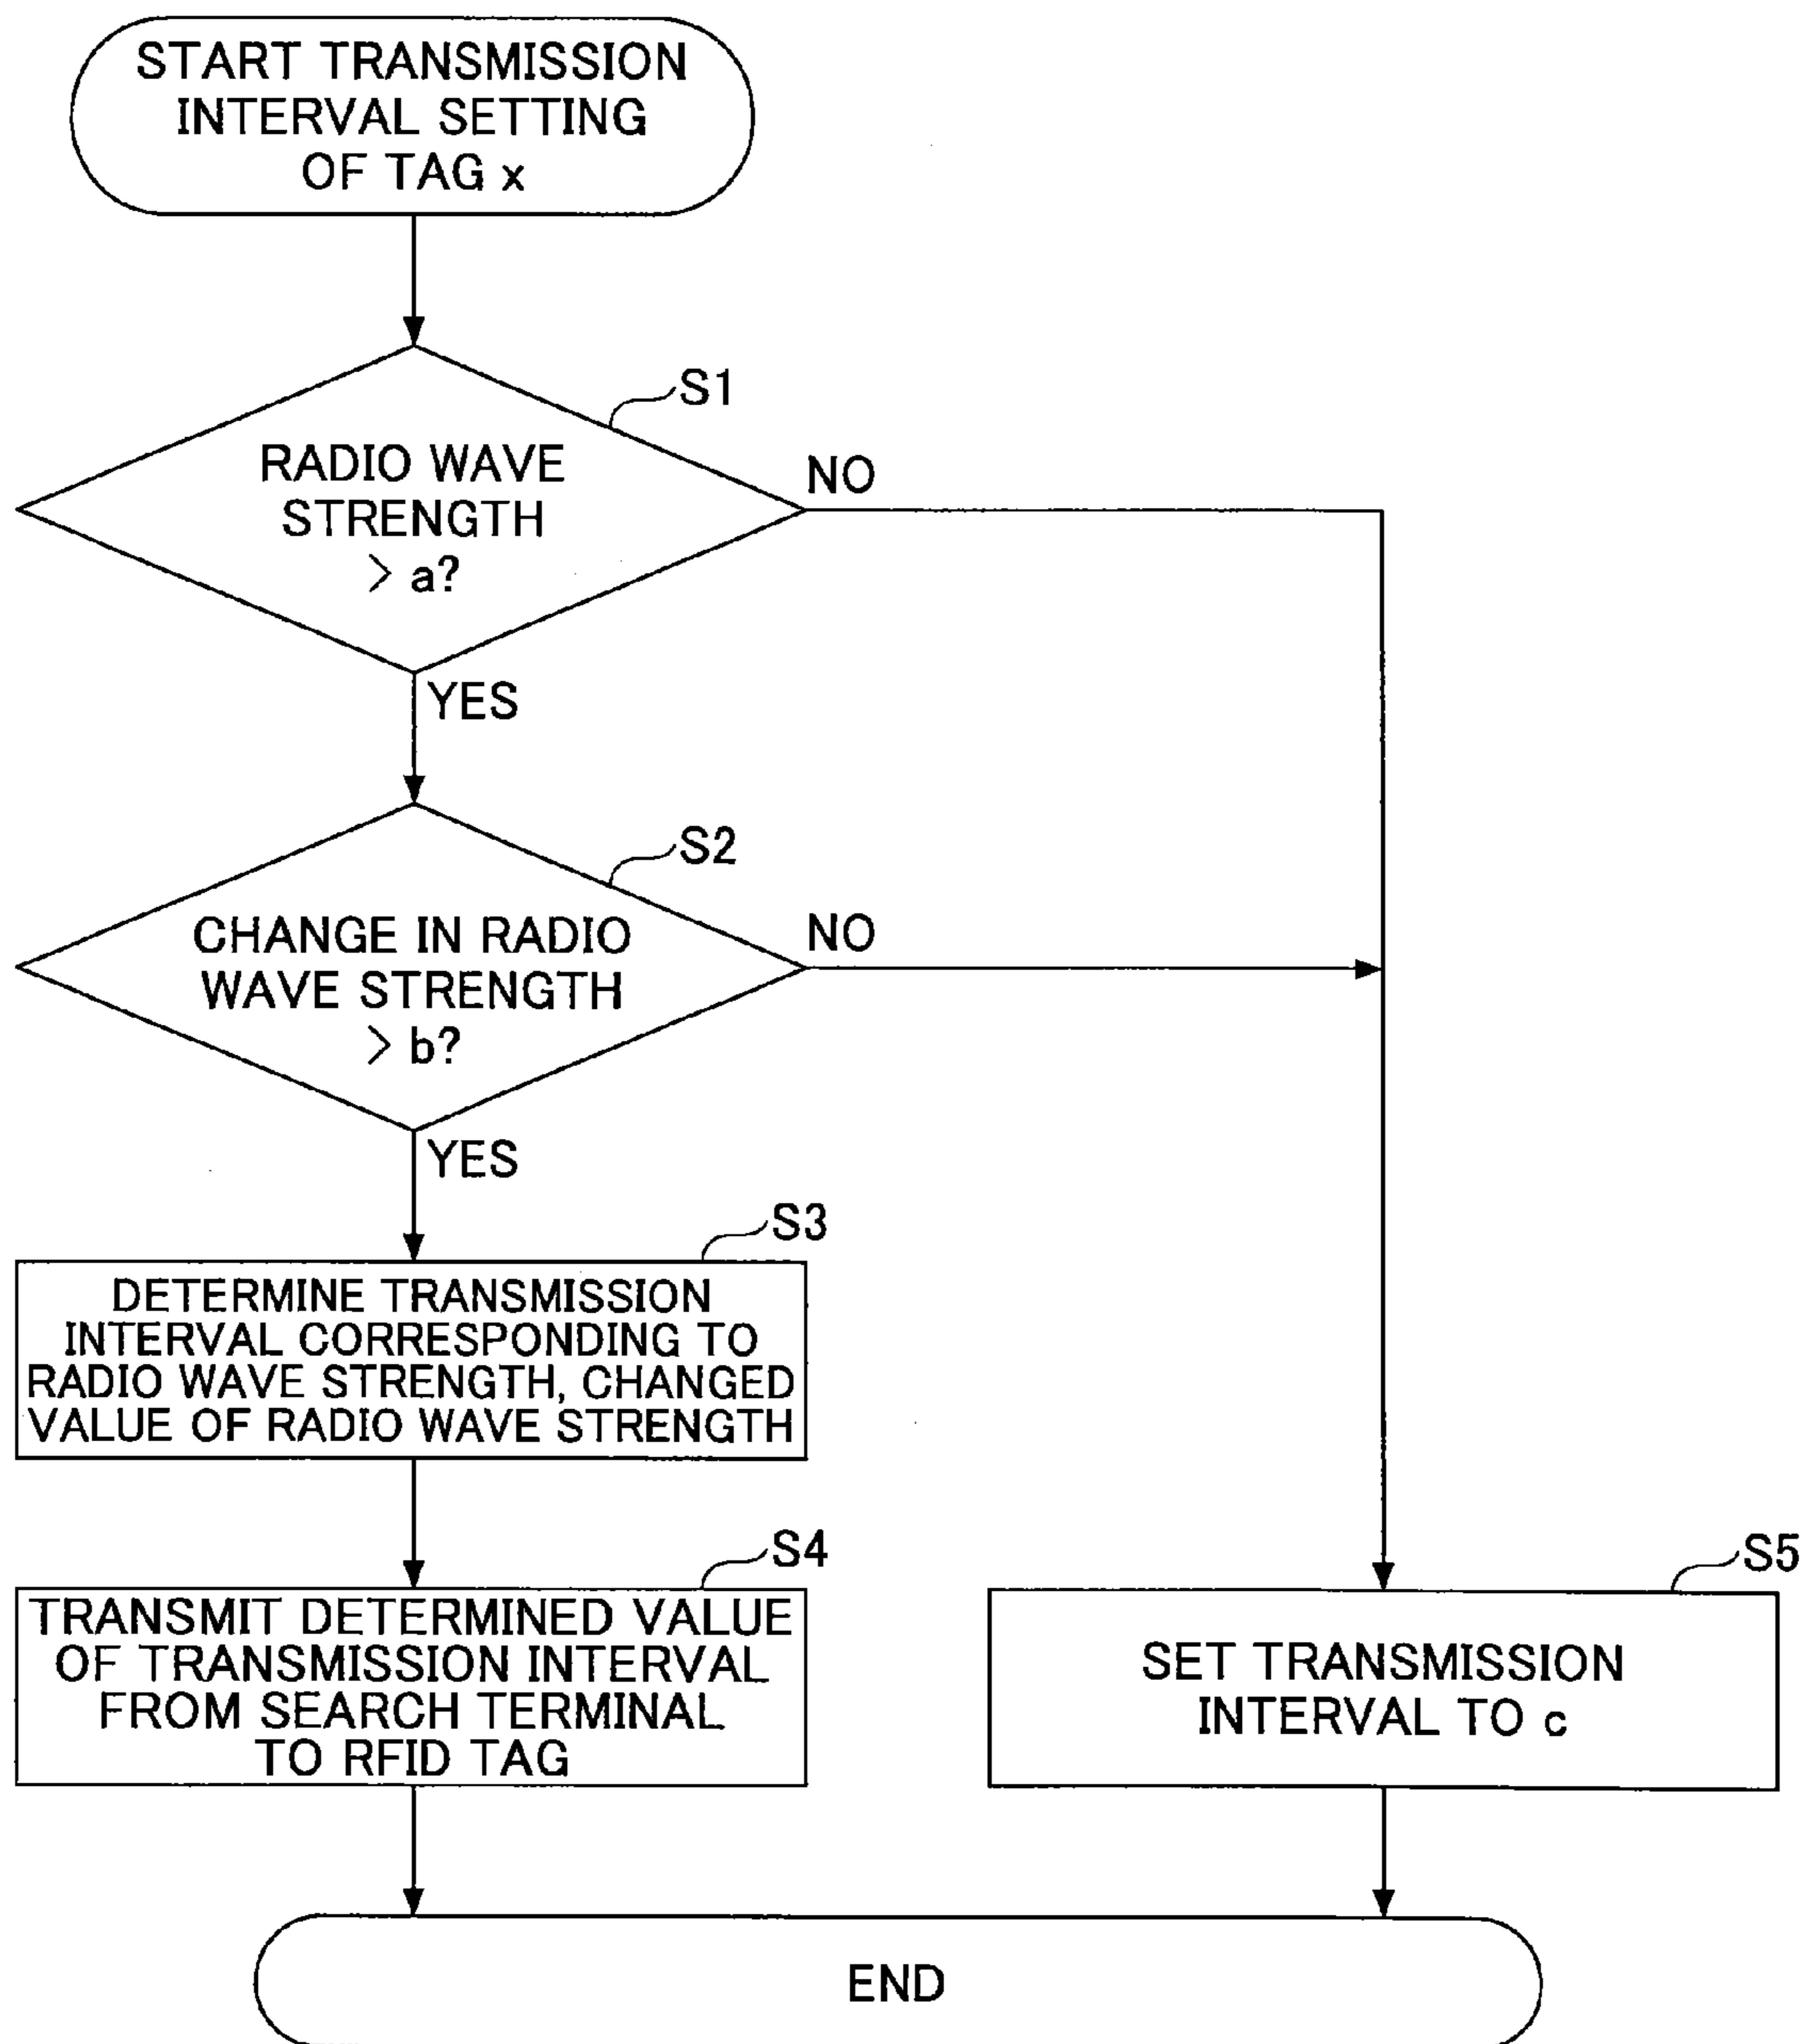 START TRANSMISSION
INTERVAL SETTING
OF TAG x
S1
RADIO WAVE
STRENGTH
> a?
NO
YES
S2
CHANGE IN RADIO
WAVE STRENGTH
> b?
NO
YES
S3
DETERMINE TRANSMISSION
INTERVAL CORRESPONDING TO
RADIO WAVE STRENGTH, CHANGED
VALUE OF RADIO WAVE STRENGTH
S4
TRANSMIT DETERMINED VALUE
OF TRANSMISSION INTERVAL
FROM SEARCH TERMINAL
TO RFID TAG
S5
SET TRANSMISSION
INTERVAL TO c
END